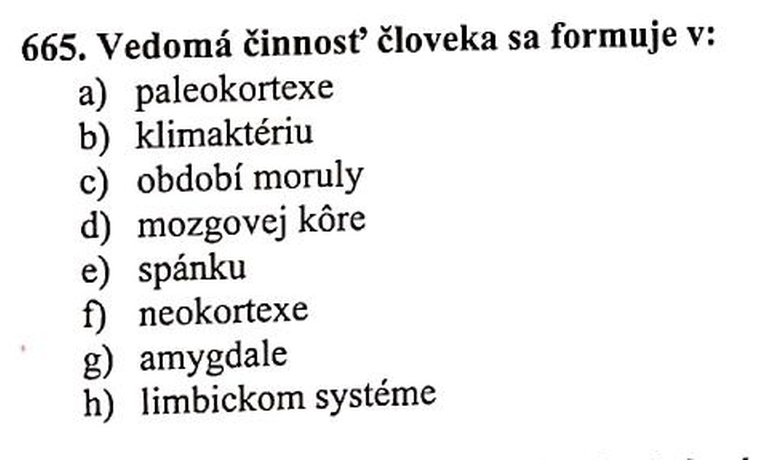 665. Vedomá činnosť človeka sa formuje v:
a) paleokortexe
b) klimaktériu
c) období moruly
d) mozgovej kôre
e) spánku
f) neokortexe
g) amygdale
h) limbickom systéme